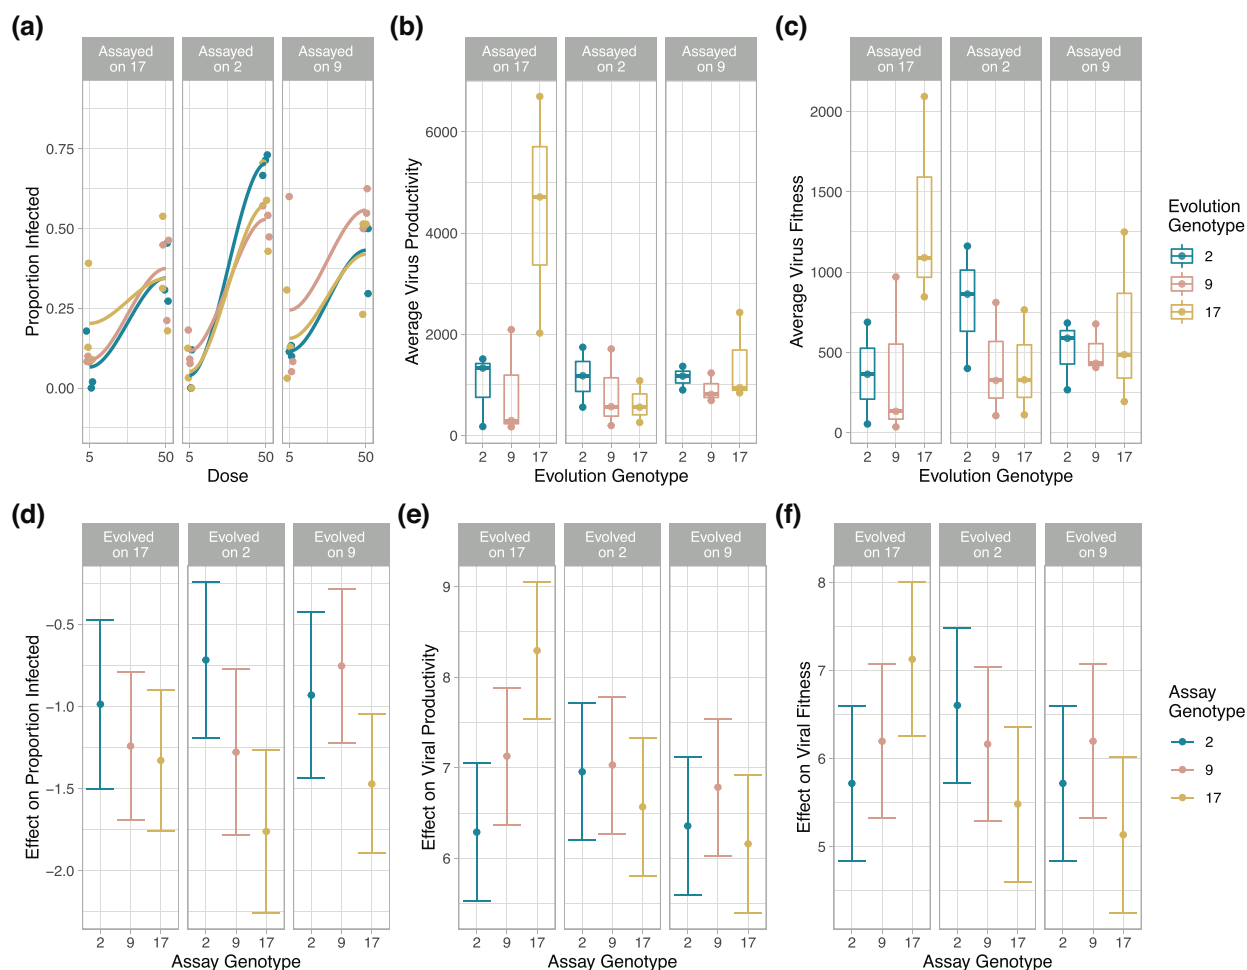 (a)
Assayed
on 17
Assayed
on 2
Assayed
on 9
Proportion Infected
0.75
0.50
0.25
0.00
5
50
5
50
5
50
Dose
(b)
Assayed
on 17
Assayed
on 2
Assayed
on 9
Average Virus Productivity
6000
4000
2000
0
2
9
17
2
9
17
2
9
17
Evolution Genotype
(c)
Assayed
on 17
Assayed
on 2
Assayed
on 9
Average Virus Fitness
2000
1500
1000
500
0
2
9
17
2
9
17
2
9
17
Evolution Genotype
Evolution
Genotype
2
9
17
(d)
Evolved
on 17
Evolved
on 2
Evolved
on 9
Effect on Proportion Infected
−0.5
−1.0
−1.5
−2.0
2
9
17
2
9
17
2
9
17
Assay Genotype
(e)
Evolved
on 17
Evolved
on 2
Evolved
on 9
Effect on Viral Productivity
9
8
7
6
2
9
17
2
9
17
2
9
17
Assay Genotype
(f)
Evolved
on 17
Evolved
on 2
Evolved
on 9
Effect on Viral Fitness
8
7
6
5
2
9
17
2
9
17
2
9
17
Assay Genotype
Assay
Genotype
2
9
17